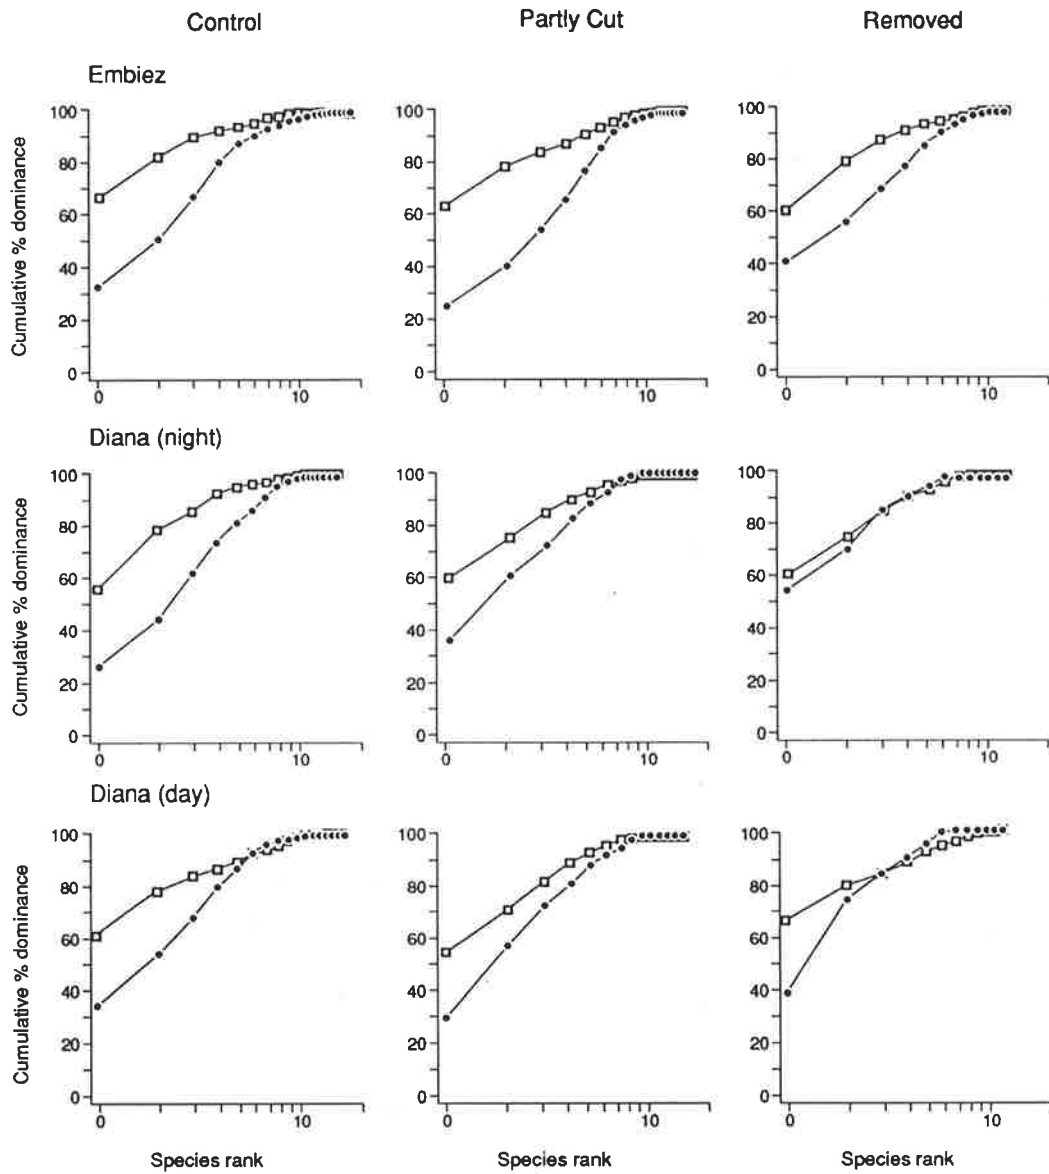 Control Partly Cut Removed
Embiez
Cumulative % dominance
100 100 100
80 80 80
60 60 60
40 40 40
20 20 20
0 0 0
0 10 0 10 0 10
Diana (night)
Cumulative % dominance
100 100 100
80 80 80
60 60 60
40 40 40
20 20 20
0 0 0
0 10 0 10 0 10
Diana (day)
Cumulative % dominance
100 100 100
80 80 80
60 60 60
40 40 40
20 20 20
0 0 0
0 10 0 10 0 10
Species rank Species rank Species rank